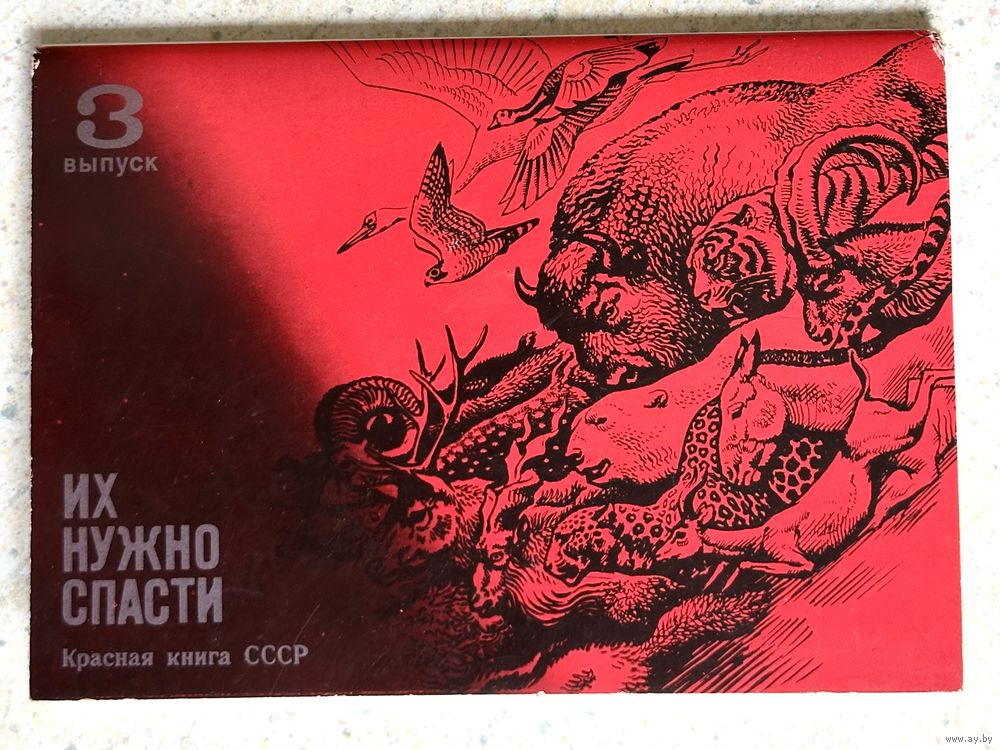 3
выпуск
ИХ
НУЖНО
СПАСТИ
Красная книга СССР
www.ay.by